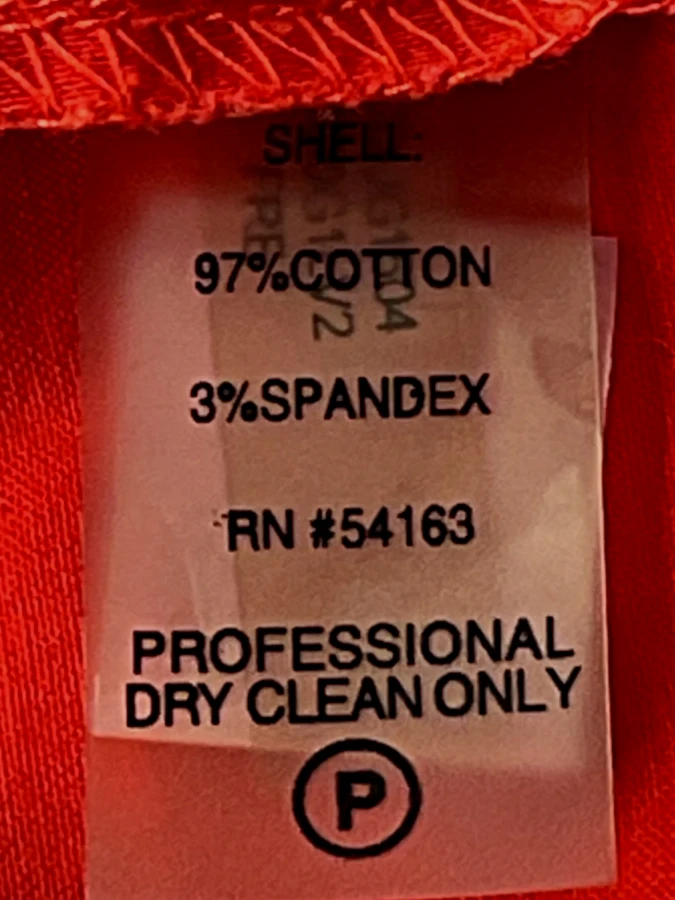 SHELL:
97%COTTON
3%SPANDEX
RN #54163
PROFESSIONAL
DRY CLEAN ONLY
P